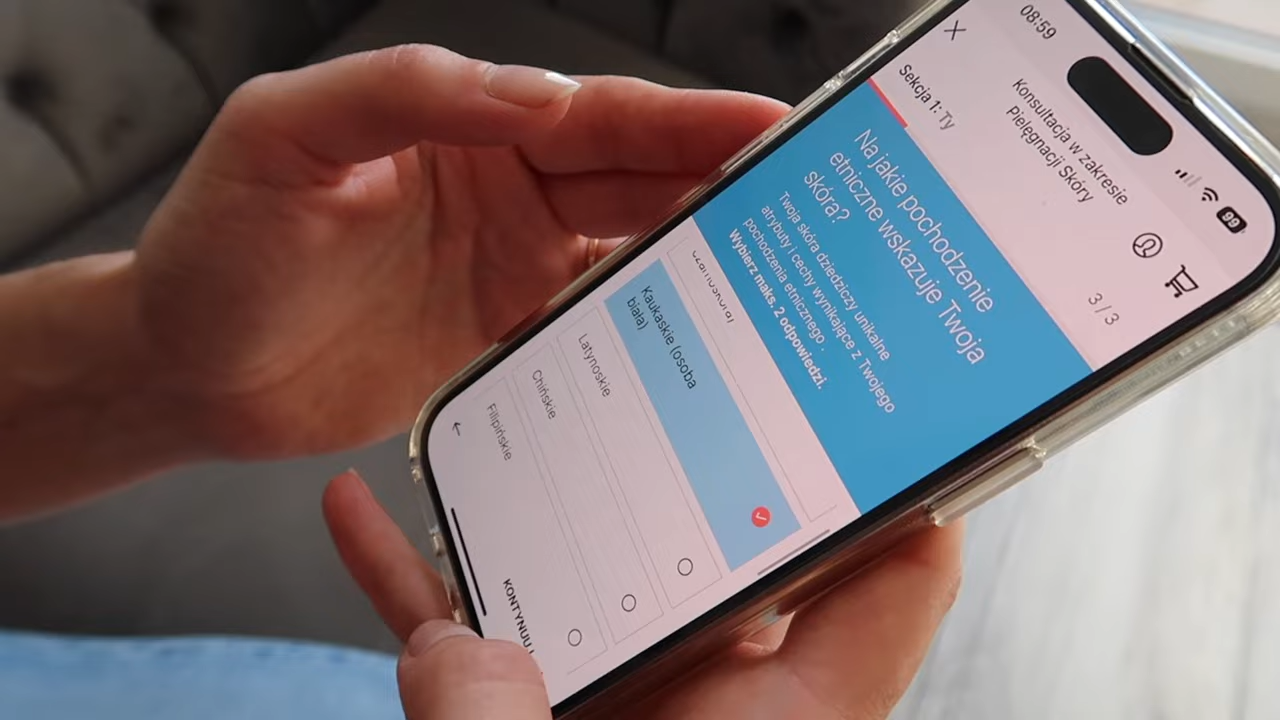 08:59
99
Konsultacja w zakresie
Pielęgnacji Skóry
Sekcja 1: Ty
3 / 3
Na jakie pochodzenie
etniczne wskazuje Twoja
skóra?
Twoja skóra dziedziczy unikalne
atrybuty i cechy wynikające z Twojego
pochodzenia etnicznego .
Wybierz maks. 2 odpowiedzi.
Kaukaskie (osoba
biała)
Latynoskie
Chińskie
Filipińskie
KONTYNUUJ